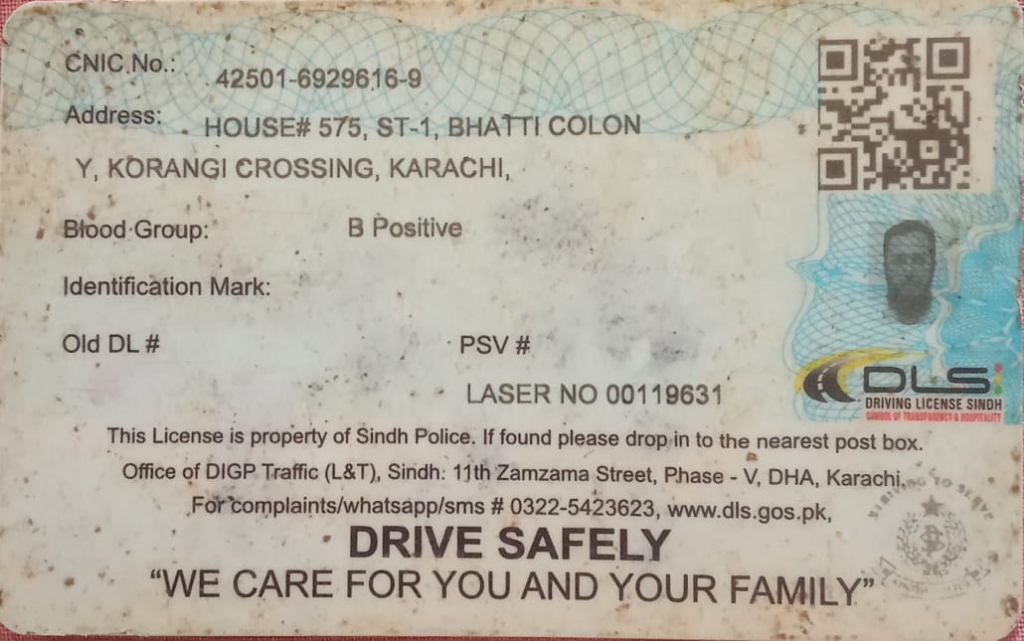 CNIC No.: 42501-6929616-9
Address: HOUSE# 575, ST-1, BHATTI COLON
Y, KORANGI CROSSING, KARACHI,
Blood Group: B Positive
Identification Mark:
Old DL # PSV #
LASER NO 00119631
DLS
DRIVING LICENSE SINDH
SYMBOL OF TRANSPARENCY & HOSPITALITY
This License is property of Sindh Police. If found please drop in to the nearest post box.
Office of DIGP Traffic (L&T), Sindh: 11th Zamzama Street, Phase - V, DHA, Karachi.
For complaints/whatsapp/sms # 0322-5423623, www.dls.gos.pk,
DRIVE SAFELY
"WE CARE FOR YOU AND YOUR FAMILY"